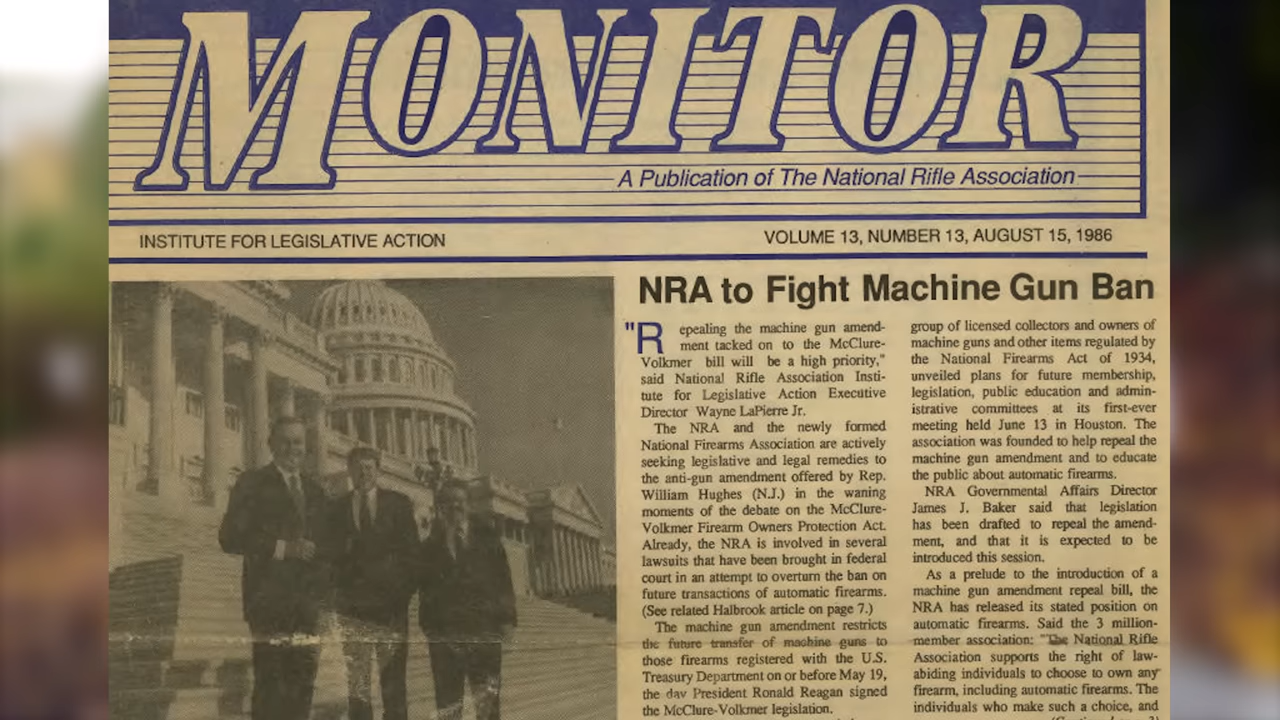 MONITOR
A Publication of The National Rifle Association
INSTITUTE FOR LEGISLATIVE ACTION
VOLUME 13, NUMBER 13, AUGUST 15, 1986
NRA to Fight Machine Gun Ban
"Repealing the machine gun amend-
ment tacked on to the McClure-
Volkmer bill will be a high priority,"
said National Rifle Association Insti-
tute for Legislative Action Executive
Director Wayne LaPierre Jr.
The NRA and the newly formed
National Firearms Association are actively
seeking legislative and legal remedies to
the anti-gun amendment offered by Rep.
William Hughes (N.J.) in the waning
moments of the debate on the McClure-
Volkmer Firearm Owners Protection Act.
Already, the NRA is involved in several
lawsuits that have been brought in federal
court in an attempt to overturn the ban on
future transactions of automatic firearms.
(See related Halbrook article on page 7.)
The machine gun amendment restricts
the future transfer of machine guns to
those firearms registered with the U.S.
Treasury Department on or before May 19,
the day President Ronald Reagan signed
the McClure-Volkmer legislation.
group of licensed collectors and owners of
machine guns and other items regulated by
the National Firearms Act of 1934,
unveiled plans for future membership,
legislation, public education and admin-
istrative committees at its first-ever
meeting held June 13 in Houston. The
association was founded to help repeal the
machine gun amendment and to educate
the public about automatic firearms.
NRA Governmental Affairs Director
James J. Baker said that legislation
has been drafted to repeal the amend-
ment, and that it is expected to be
introduced this session.
As a prelude to the introduction of a
machine gun amendment repeal bill, the
NRA has released its stated position on
automatic firearms. Said the 3 million-
member association: "The National Rifle
Association supports the right of law-
abiding individuals to choose to own any
firearm, including automatic firearms. The
individuals who make such a choice, and